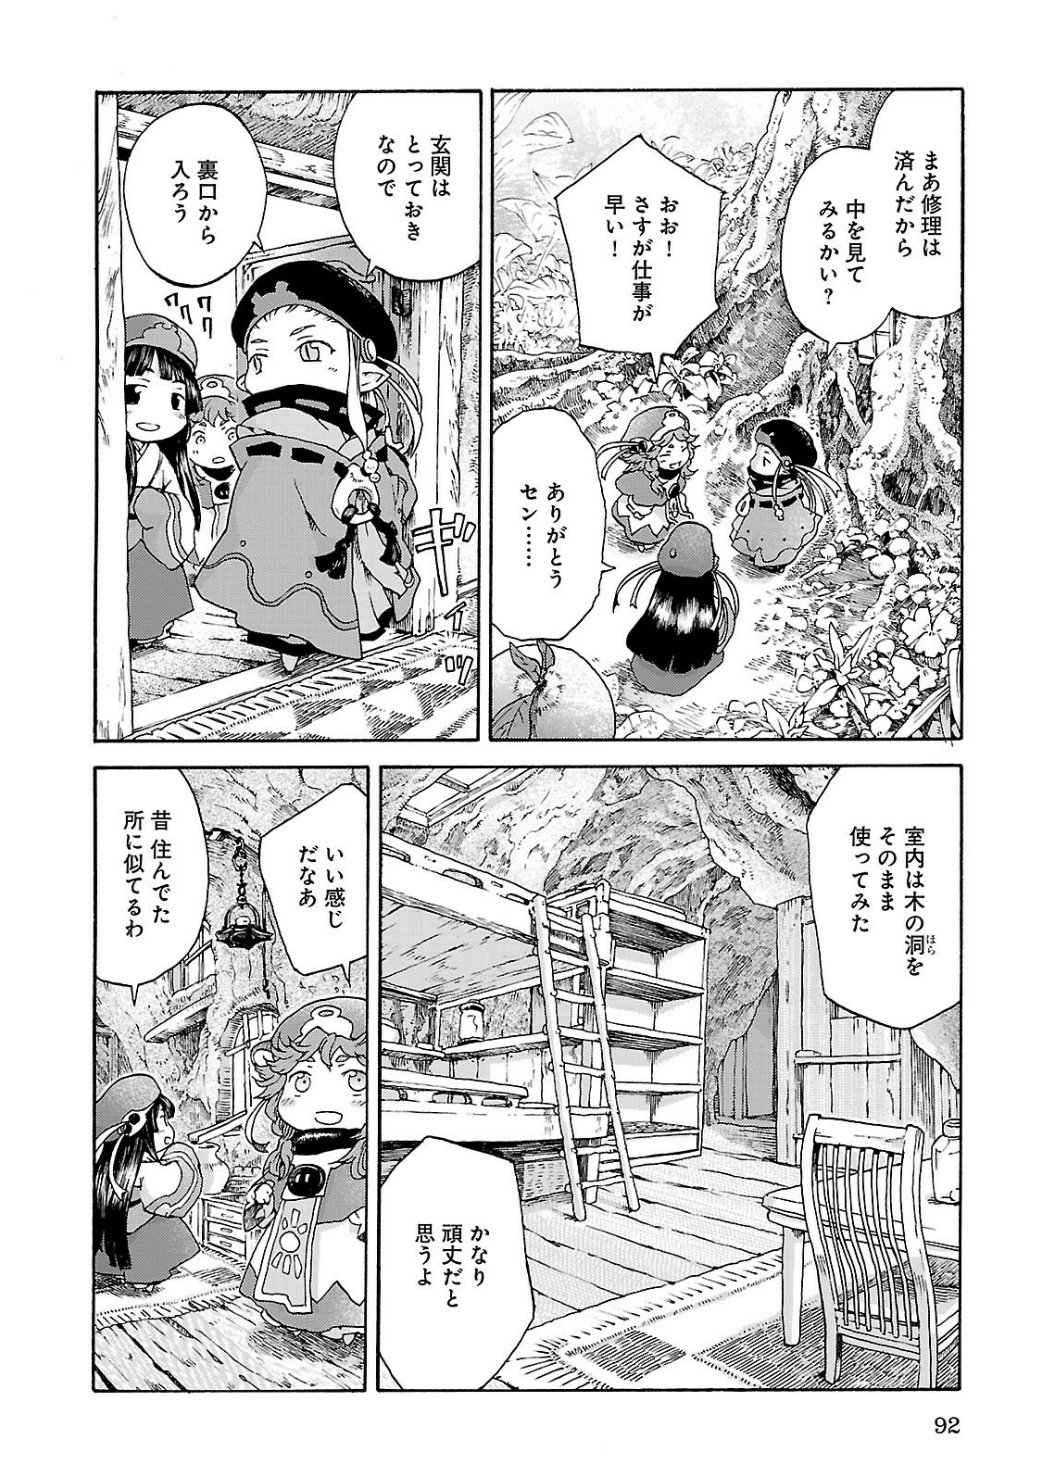 まあ修理は
済んだから
中を見て
みるかい?
おお!
さすが仕事が
早い!
ありがとう
セン……
玄関は
とっておき
なので
裏口から
入ろう
ワクワク
ギイッ
室内は木の洞を
ほら
そのまま
使ってみた
かなり
頑丈だと
思うよ
いい感じ
だなあ
昔 住んでた
所に似てるわ
92